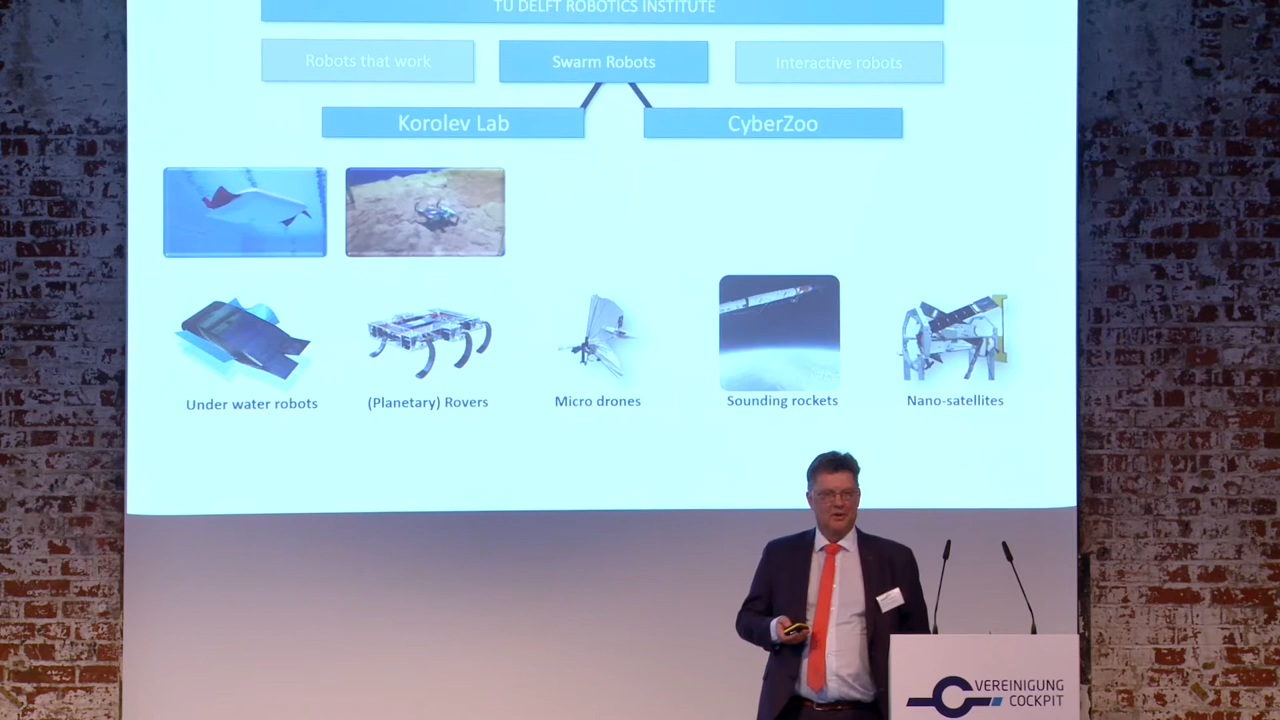 TU DELFT ROBOTICS INSTITUTE
Robots that work
Swarm Robots
Interactive robots
Korolev Lab
CyberZoo
Under water robots
(Planetary) Rovers
Micro drones
Sounding rockets
Nano-satellites
VEREINIGUNG
COCKPIT